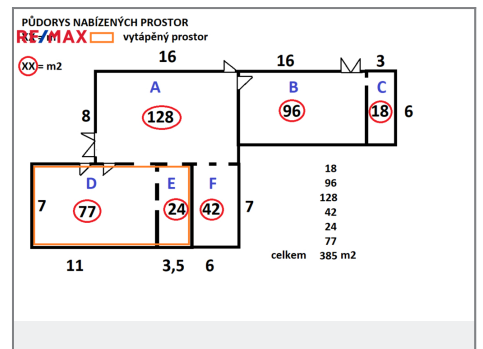 PŮDORYS NABÍZENÝCH PROSTOR
RE/MAX vytápěný prostor
XX = m2
16 16 3
A B C
8 128 96 18 6
D E F
7 77 24 42 7
11 3,5 6
18
96
128
42
24
77
celkem 385 m2